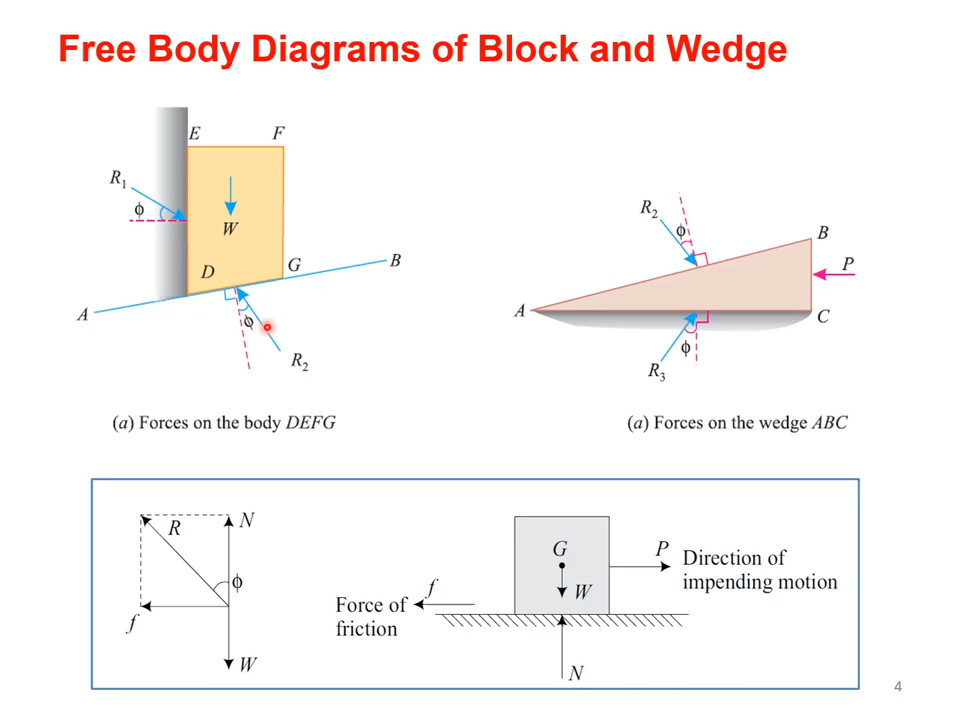 Free Body Diagrams of Block and Wedge
E F
R₁
ϕ
W
D G B
A
ϕ
R₂
(a) Forces on the body DEFG
R₂
ϕ
B
P
A C
ϕ
R₃
(a) Forces on the wedge ABC
R N
ϕ
f
W
G
W
P
Direction of
impending motion
f
Force of
friction
N
4